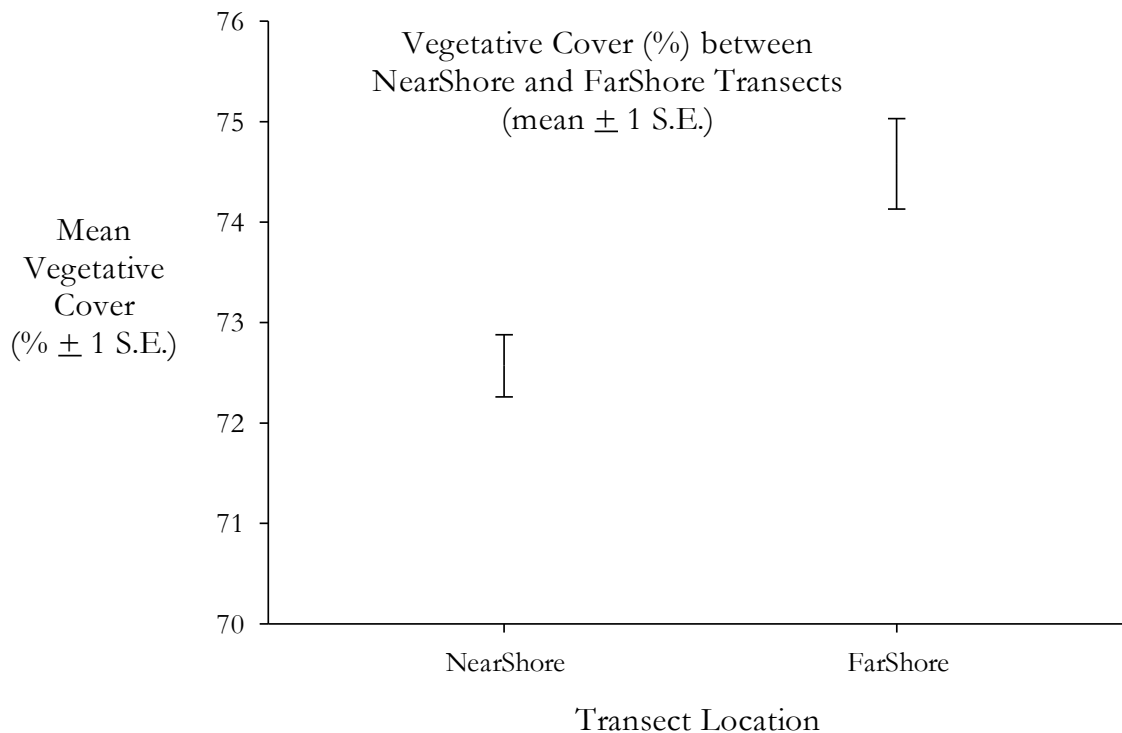 Vegetative Cover (%) between
NearShore and FarShore Transects
(mean ± 1 S.E.)
Mean
Vegetative
Cover
(% ± 1 S.E.)
76
75
74
73
72
71
70
NearShore
FarShore
Transect Location